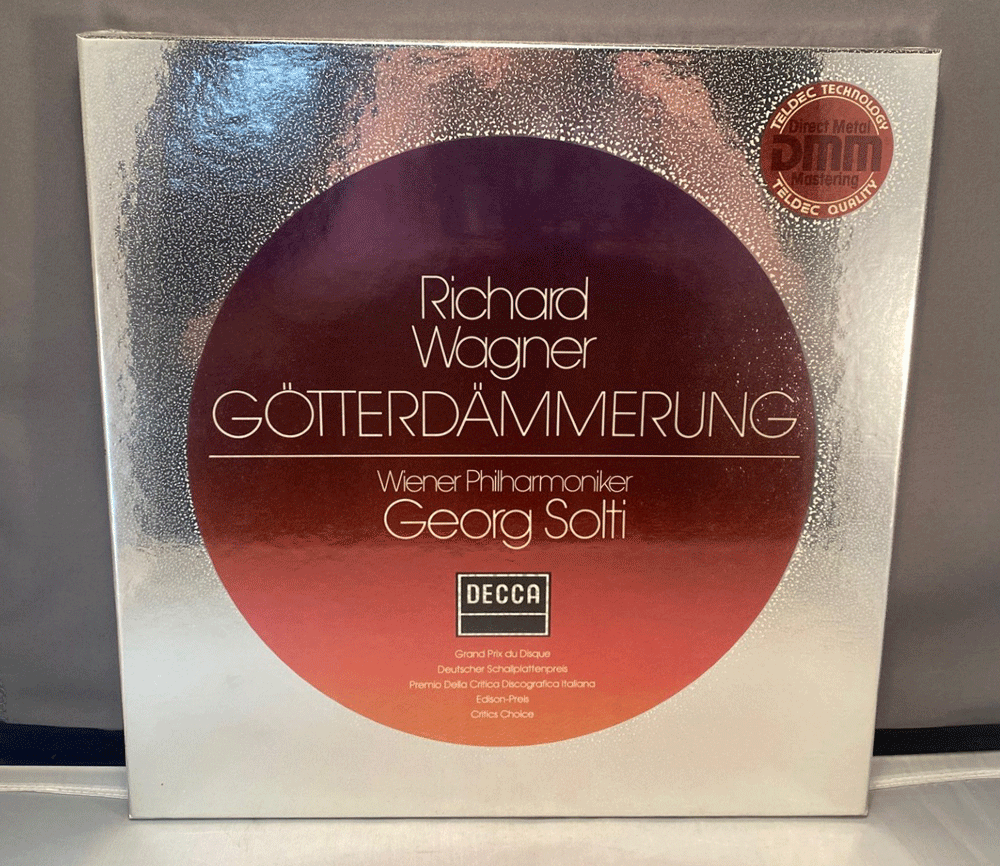 TELDEC TECHNOLOGY
Direct Metal
DMM
Mastering
TELDEC QUALITY
Richard
Wagner
GÖTTERDÄMMERUNG
Wiener Philharmoniker
Georg Solti
DECCA
Grand Prix du Disque
Deutscher Schallplattenpreis
Premio Della Critica Discografica Italiana
Edison-Preis
Critics Choice